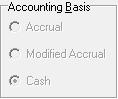 Accounting Basis
Accrual
Modified Accrual
Cash